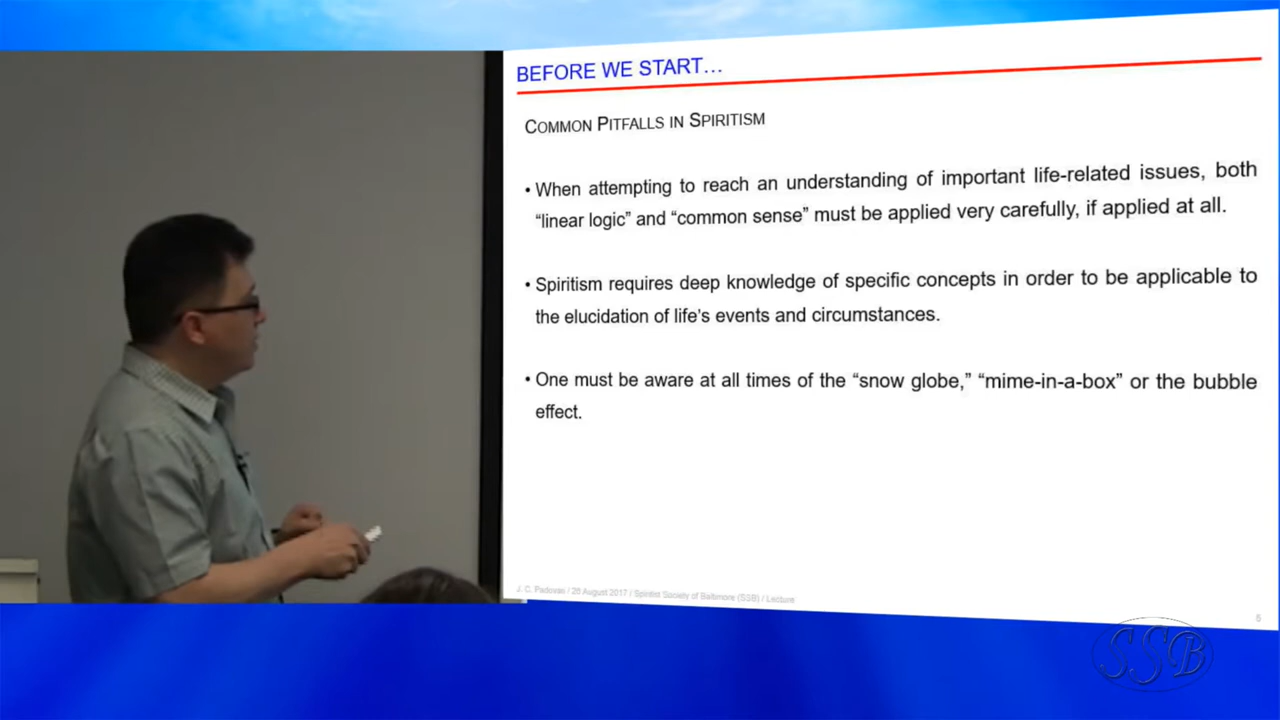 BEFORE WE START…
COMMON PITFALLS IN SPIRITISM
• When attempting to reach an understanding of important life-related issues, both
“linear logic” and “common sense” must be applied very carefully, if applied at all.
• Spiritism requires deep knowledge of specific concepts in order to be applicable to
the elucidation of life’s events and circumstances.
• One must be aware at all times of the “snow globe,” “mime-in-a-box” or the bubble
effect.
J. C. Padovas / 26 August 2017 / Spiritist Society of Baltimore (SSB) / Lecture
5
SSB